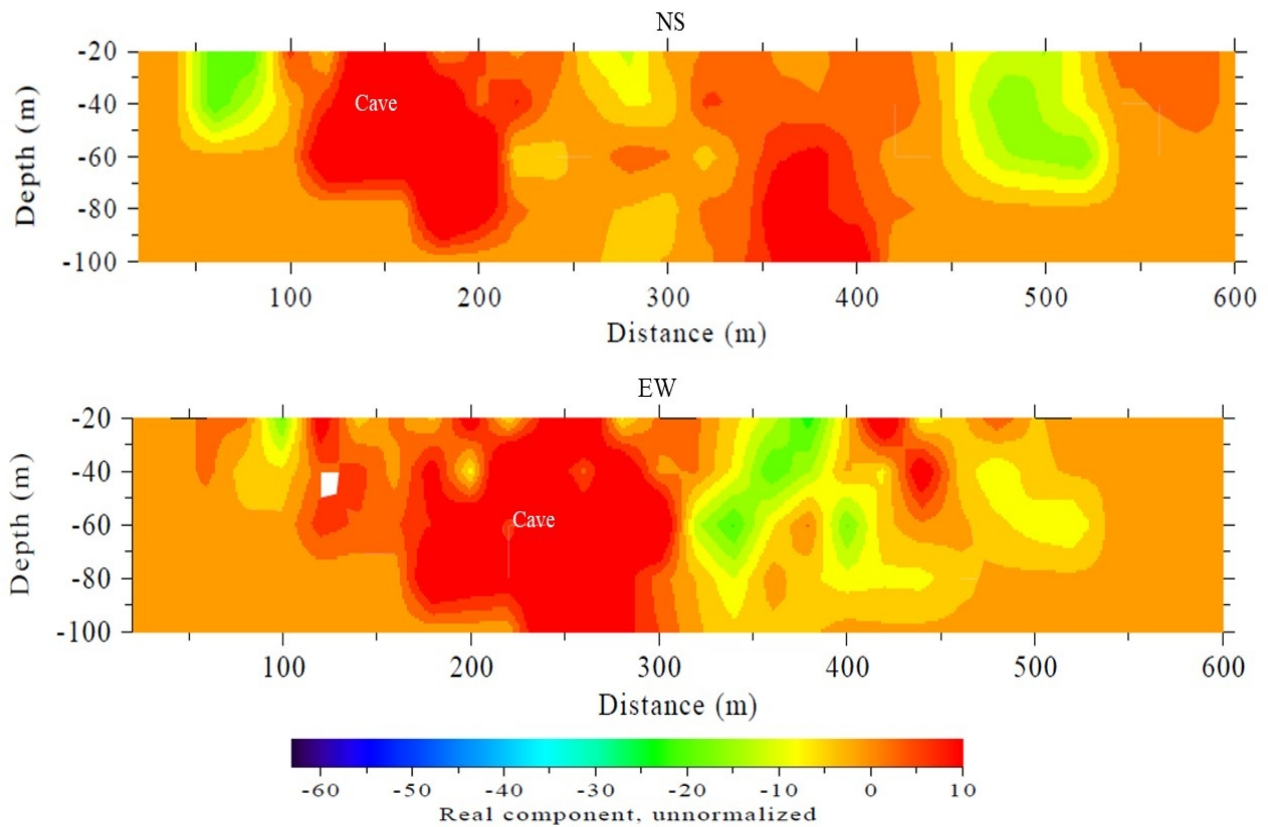 NS
-20
-40
-60
-80
-100
Depth (m)
Cave
100 200 300 400 500 600
Distance (m)
EW
-20
-40
-60
-80
-100
Depth (m)
Cave
100 200 300 400 500 600
Distance (m)
-60 -50 -40 -30 -20 -10 0 10
Real component, unnormalized